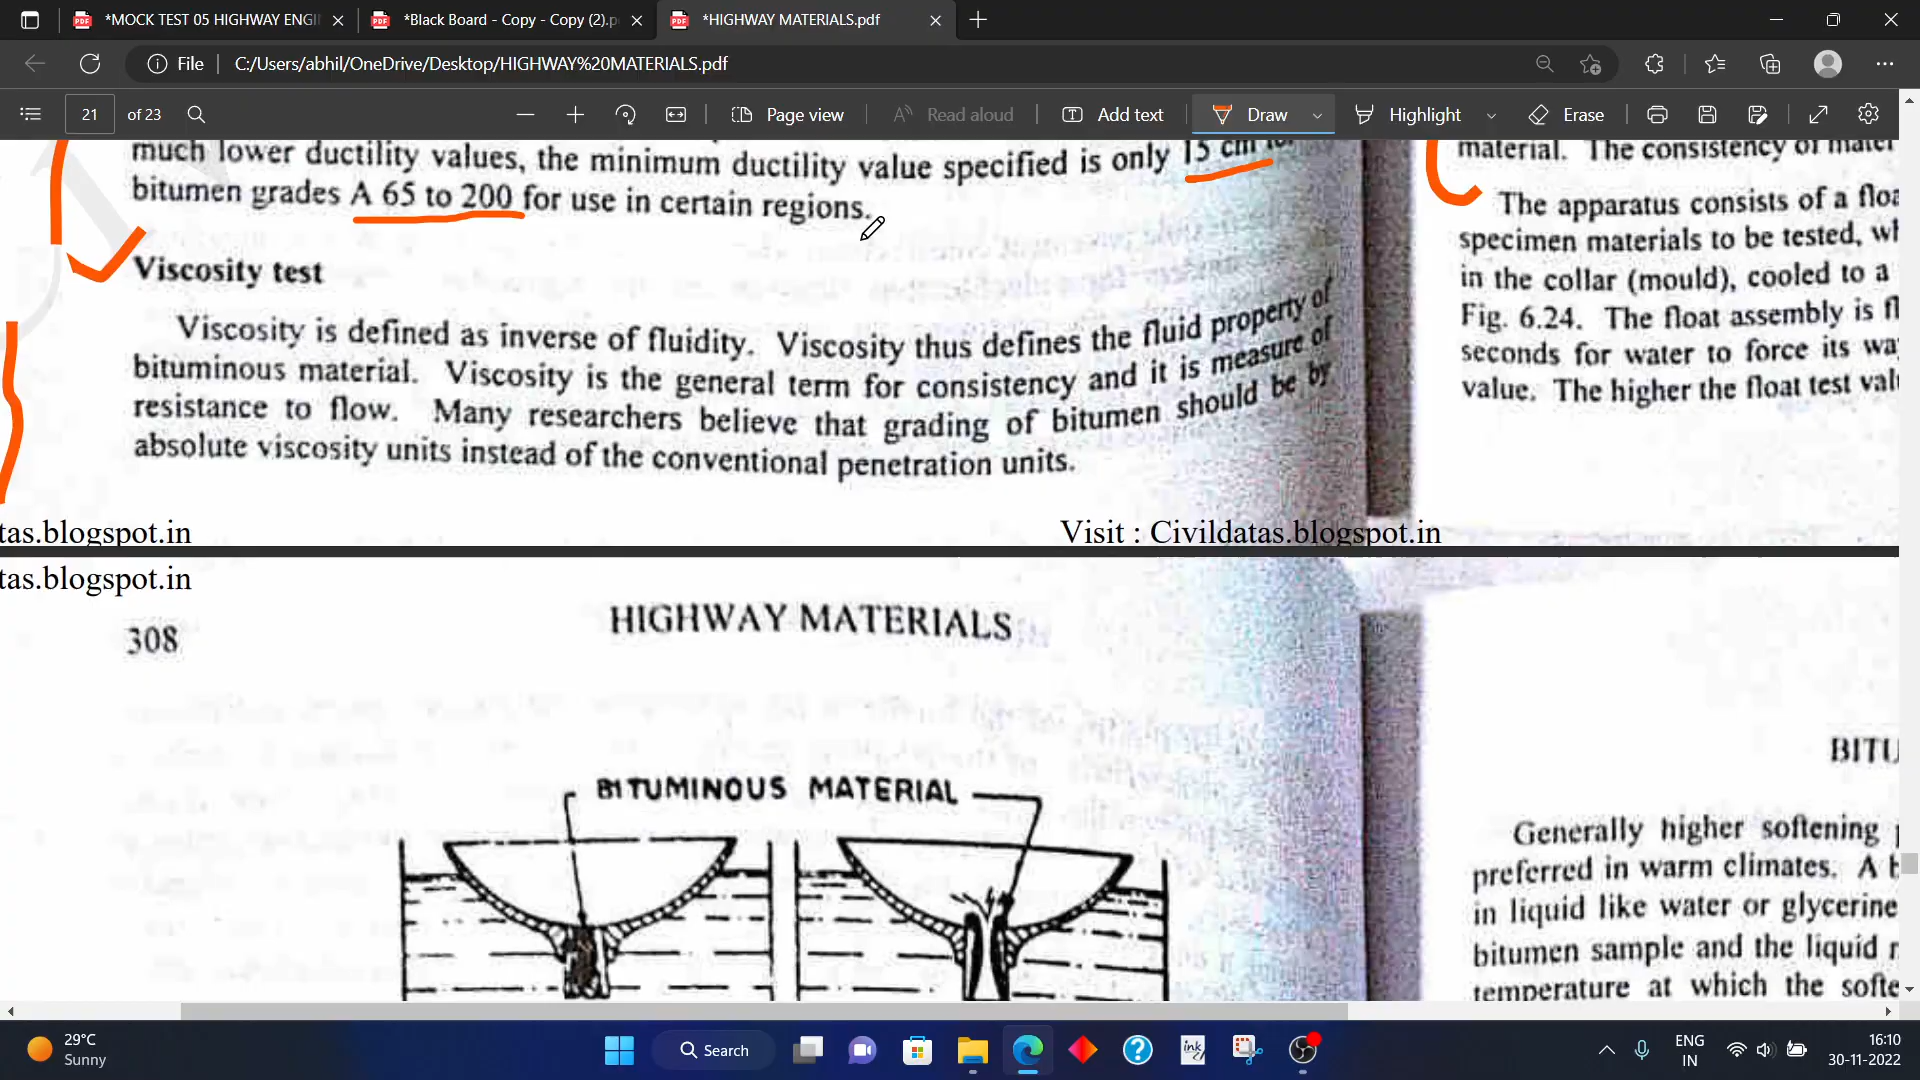 *MOCK TEST 05 HIGHWAY ENGI
*Black Board - Copy - Copy (2).p
*HIGHWAY MATERIALS.pdf
File
C:/Users/abhil/OneDrive/Desktop/HIGHWAY%20MATERIALS.pdf
21 of 23
Page view
Read aloud
Add text
Draw
Highlight
Erase
much lower ductility values, the minimum ductility value specified is only 15 cm
bitumen grades A 65 to 200 for use in certain regions.
Viscosity test
Viscosity is defined as inverse of fluidity. Viscosity thus defines the fluid property of
bituminous material. Viscosity is the general term for consistency and it is measure of
resistance to flow. Many researchers believe that grading of bitumen should be by
absolute viscosity units instead of the conventional penetration units.
material. The consistency of mater
The apparatus consists of a floa
specimen materials to be tested, wh
in the collar (mould), cooled to a
Fig. 6.24. The float assembly is fl
seconds for water to force its wa
value. The higher the float test val
tas.blogspot.in
Visit : Civildatas.blogspot.in
tas.blogspot.in
308
HIGHWAY MATERIALS
BITUMINOUS MATERIAL
BITU
Generally higher softening
preferred in warm climates. A b
in liquid like water or glycerine
bitumen sample and the liquid r
temperature at which the softe
29°C
Sunny
Search
ink
ENG
IN
16:10
30-11-2022